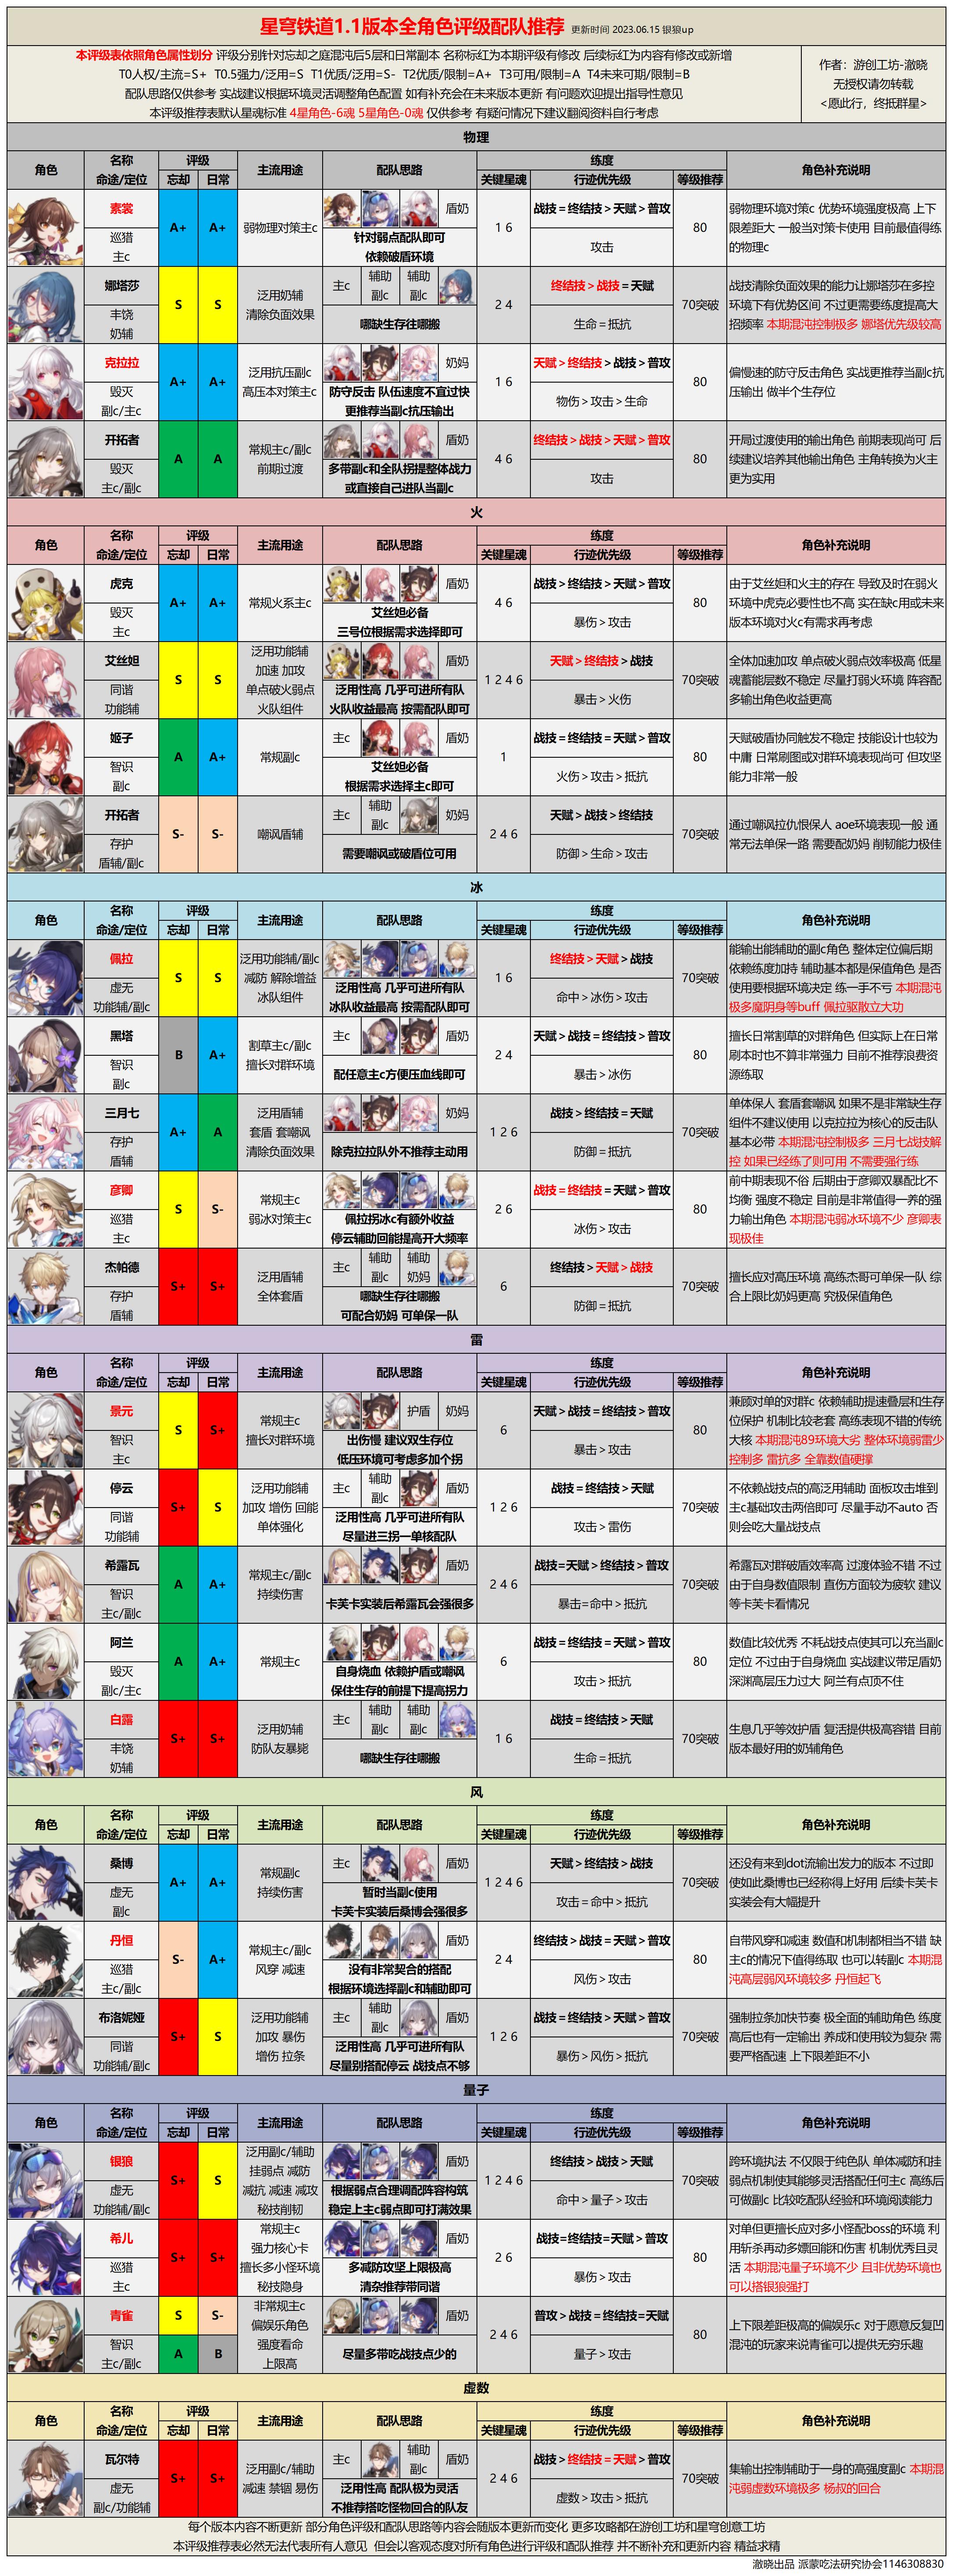 星穹铁道1.1版本全角色评级配队推荐 更新时间 2023.06.15 银狼up
本评级表依照角色属性划分 评级分别针对忘却之庭混沌后5层和日常副本 名称标红为本期评级有修改 后续标红为内容有修改或新增
T0人权/主流=S+ T0.5强力/泛用=S T1优质/泛用=S- T2优质/限制=A+ T3可用/限制=A T4未来可期/限制=B
配队思路仅供参考 实战建议根据环境灵活调整角色配置 如有补充会在未来版本更新 有问题欢迎提出指导性意见
本评级推荐表默认星魂标准 4星角色-6魂 5星角色-0魂 仅供参考 有疑问情况下建议翻阅资料自行考虑
作者：游创工坊-澈晓
无授权请勿转载
<愿此行，终抵群星>
物理
角色 名称 命途/定位 评级 忘却 日常 主流用途 配队思路 练度 关键星魂 行迹优先级 等级推荐 角色补充说明
素裳
巡猎
主c
A+ A+
弱物理对策主c
盾奶
针对弱点配队即可
依赖破盾环境
1 6
战技 = 终结技 > 天赋 > 普攻
攻击
80
弱物理环境对策c 优势环境强度极高 上下
限差距大 一般当对策卡使用 目前最值得练
的物理c
娜塔莎
丰饶
奶辅
S S
泛用奶辅
清除负面效果
主c 辅助 副c 辅助 副c
哪缺生存往哪搬
2 4
终结技 > 战技 = 天赋
生命 = 抵抗
70突破
战技清除负面效果的能力让娜塔莎在多控
环境下有优势区间 不过更需要练度提高大
招频率 本期混沌控制极多 娜塔优先级较高
克拉拉
毁灭
副c/主c
A+ A+
泛用抗压副c
高压本对策主c
奶妈
防守反击 队伍速度不宜过快
更推荐当副c抗压输出
1 6
天赋 > 终结技 > 战技 > 普攻
物伤 > 攻击 > 生命
80
偏慢速的防守反击角色 实战更推荐当副c抗
压输出 做半个生存位
开拓者
毁灭
主c/副c
A A
常规主c/副c
前期过渡
盾奶
多带副c和全队拐提整体战力
或直接自己进队当副c
4 6
终结技 > 战技 > 天赋 > 普攻
攻击
80
开局过渡使用的输出角色 前期表现尚可 后
续建议培养其他输出角色 主角转换为火主
更为实用
火
角色 名称 命途/定位 评级 忘却 日常 主流用途 配队思路 练度 关键星魂 行迹优先级 等级推荐 角色补充说明
虎克
毁灭
主c
A+ A+
常规火系主c
盾奶
艾丝妲必备
三号位根据需求选择即可
4 6
战技 > 终结技 > 天赋 > 普攻
暴伤 > 攻击
80
由于艾丝妲和火主的存在 导致及时在弱火
环境中虎克必要性也不高 实在缺c用或未来
版本环境对火c有需求再考虑
艾丝妲
同谐
功能辅
S S
泛用功能辅
加速 加攻
单点破火弱点
火队组件
盾奶
泛用性高 几乎可进所有队
火队收益最高 按需配队即可
1 2 4 6
天赋 > 终结技 > 战技
暴击 > 火伤
70突破
全体加速加攻 单点破火弱点效率极高 低星
魂蓄能层数不稳定 尽量打弱火环境 阵容配
多输出角色收益更高
姬子
智识
副c
A A+
常规副c
主c 盾奶
艾丝妲必备
根据需求选择主c即可
1
战技 = 终结技 = 天赋 > 普攻
火伤 > 攻击 > 抵抗
80
天赋破盾协同触发不稳定 技能设计也较为
中庸 日常刷图或对群环境表现尚可 但攻坚
能力非常一般
开拓者
存护
盾辅/副c
S- S-
嘲讽盾辅
主c 辅助 副c 奶妈
需要嘲讽或破盾位可用
2 4 6
天赋 > 战技 > 终结技
防御 > 生命 > 攻击
70突破
通过嘲讽拉仇恨保人 aoe环境表现一般 通
常无法单保一路 需要配奶妈 削韧能力极佳
冰
角色 名称 命途/定位 评级 忘却 日常 主流用途 配队思路 练度 关键星魂 行迹优先级 等级推荐 角色补充说明
佩拉
虚无
功能辅/副c
S S
泛用功能辅/副c
减防 解除增益
冰队组件
泛用性高 几乎可进所有队
冰队收益最高 按需配队即可
1 6
终结技 > 天赋 > 战技
命中 > 冰伤 > 攻击
70突破
能输出能辅助的副c角色 整体定位偏后期
依赖练度加持 辅助基本都是保值角色 是否
使用要根据环境决定 练一手不亏 本期混沌
极多魔阴身等buff 佩拉驱散立大功
黑塔
智识
副c
B A+
割草主c/副c
擅长对群环境
主c 盾奶
配任意主c方便压血线即可
2 4
天赋 > 战技 = 终结技 > 普攻
暴击 > 冰伤
80
擅长日常割草的对群角色 但实际上在日常
刷本时也不算非常强力 目前不推荐浪费资
源练取
三月七
存护
盾辅
A+ A
泛用盾辅
套盾 套嘲讽
清除负面效果
奶妈
除克拉拉队外不推荐主动用
1 2 6
战技 > 终结技 = 天赋
防御 = 抵抗
70突破
单体保人 套盾套嘲讽 如果不是非常缺生存
组件不建议使用 以克拉拉为核心的反击队
基本必带 本期混沌控制极多 三月七战技解
控 如果已经练了则可用 不需要强行练
彦卿
巡猎
主c
S S-
常规主c
弱冰对策主c
佩拉拐冰c有额外收益
停云辅助回能提高开大频率
2 6
战技 = 终结技 = 天赋 > 普攻
冰伤 > 攻击
80
前中期表现不俗 后期由于彦卿双暴配比不
均衡 强度不稳定 目前是非常值得一养的强
力输出角色 本期混沌弱冰环境不少 彦卿表
现极佳
杰帕德
存护
盾辅
S+ S+
泛用盾辅
全体套盾
主c 辅助 副c 辅助 奶妈
哪缺生存往哪搬
可配合奶妈 可单保一队
6
终结技 > 天赋 > 战技
防御 = 抵抗
70突破
擅长应对高压环境 高练杰哥可单保一队 综
合上限比奶妈更高 究极保值角色
雷
角色 名称 命途/定位 评级 忘却 日常 主流用途 配队思路 练度 关键星魂 行迹优先级 等级推荐 角色补充说明
景元
智识
主c
S S+
常规主c
擅长对群环境
护盾 奶妈
出伤慢 建议双生存位
低压环境可考虑多加个拐
6
天赋 > 战技 = 终结技 > 普攻
暴击 > 攻击
80
兼顾对单的对群c 依赖辅助提速叠层和生存
位保护 机制比较老套 高练表现不错的传统
大核 本期混沌89环境大劣 整体环境弱雷少
控制多 雷抗多 全靠数值硬撑
停云
同谐
功能辅
S+ S
泛用功能辅
加攻 增伤 回能
单体强化
主c 辅助 副c 盾奶
泛用性高 几乎可进所有队
尽量进三拐一单核配队
1 2 6
战技 = 终结技 = 天赋 > 普攻
攻击 > 雷伤
70突破
不依赖战技点的高泛用辅助 面板攻击堆到
主c基础攻击两倍即可 尽量手动不auto 否
则会吃大量战技点
希露瓦
智识
主c/副c
A A+
常规主c/副c
持续伤害
盾奶
卡芙卡实装后希露瓦会强很多
2 4 6
战技=天赋 > 终结技 > 普攻
暴击=命中 > 抵抗
70突破
希露瓦对群破盾效率高 过渡体验不错 不过
由于自身数值限制 直伤方面较为疲软 建议
等卡芙卡看情况
阿兰
毁灭
主c
A A+
常规主c
自身烧血 依赖护盾或嘲讽
保住生存的前提下提高拐力
6
战技 = 终结技 = 天赋 > 普攻
攻击 > 抵抗
80
数值比较优秀 不耗战技点使其可以充当副c
定位 不过由于自身烧血 实战建议带足盾奶
深渊高层压力过大 阿兰有点顶不住
白露
丰饶
奶辅
S+ S+
泛用奶辅
防队友暴毙
主c 辅助 副c 辅助 副c
哪缺生存往哪搬
1 6
战技 = 终结技 > 天赋
生命 = 抵抗
70突破
生息几乎等效护盾 复活提供极高容错 目前
版本最好用的奶辅角色
风
角色 名称 命途/定位 评级 忘却 日常 主流用途 配队思路 练度 关键星魂 行迹优先级 等级推荐 角色补充说明
桑博
虚无
副c
A+ A+
常规副c
持续伤害
主c 盾奶
暂时当副c使用
卡芙卡实装后桑博会强很多
1 2 4 6
天赋 > 终结技 > 战技
攻击 = 命中 > 抵抗
70突破
还没有来到dot流输出发力的版本 不过即
使如此桑博也已经称得上好用 后续卡芙卡
实装会有大幅提升
丹恒
巡猎
主c/副c
S- A+
常规主c/副c
风穿 减速
盾奶
没有非常契合的搭配
根据环境选择副c和辅助即可
2 4
终结技 > 战技 = 天赋 > 普攻
风伤 > 攻击
80
自带风穿和减速 数值和机制都相当不错 缺
主c的情况下值得练取 也可以转副c 本期混
沌高层弱风环境较多 丹恒起飞
布洛妮娅
同谐
功能辅/副c
S+ S
泛用功能辅
加攻 暴伤
增伤 拉条
主c 辅助 副c 盾奶
泛用性高 几乎可进所有队
尽量别搭配停云 战技点不够
1 2 6
战技 = 终结技 = 天赋 > 普攻
暴伤 > 风伤 > 抵抗
70突破
强制拉条加快节奏 极全面的辅助角色 练度
高后也有一定输出 养成和使用较为复杂 需
要严格配速 上下限差距不小
量子
角色 名称 命途/定位 评级 忘却 日常 主流用途 配队思路 练度 关键星魂 行迹优先级 等级推荐 角色补充说明
银狼
虚无
功能辅/副c
S+ S
泛用副c/辅助
挂弱点 减防
减抗 减速 减攻
秘技削韧
盾奶
根据弱点合理调配阵容构筑
稳定上主c弱点即可打满效果
1 2 4 6
终结技 > 战技 > 天赋
命中 > 量子 > 攻击
70突破
跨环境执法 不仅限于纯色队 单体减防和挂
弱点机制使其能够灵活搭配任何主c 高练后
可做副c 比较吃配队经验和环境阅读能力
希儿
巡猎
主c
S+ S+
常规主c
强力核心卡
擅长多小怪环境
秘技隐身
盾奶
多减防攻坚上限极高
清杂推荐带同谐
2 6
战技=终结技=天赋 > 普攻
暴伤 > 攻击
80
对单但更擅长应对多小怪配boss的环境 利
用斩杀再动多嫖回能和伤害 机制优秀且灵
活 本期混沌量子环境不少 且非优势环境也
可以搭银狼强打
青雀
智识
主c/副c
S S-
A B
非常规主c
偏娱乐角色
强度看命
上限高
盾奶
尽量多带吃战技点少的
2 4 6
普攻 > 战技 = 终结技=天赋
量子 > 攻击
80
上下限差距极高的偏娱乐c 对于愿意反复凹
混沌的玩家来说青雀可以提供无穷乐趣
虚数
角色 名称 命途/定位 评级 忘却 日常 主流用途 配队思路 练度 关键星魂 行迹优先级 等级推荐 角色补充说明
瓦尔特
虚无
副c/功能辅
S+ S+
泛用副c/辅助
减速 禁锢 易伤
主c 辅助 副c 盾奶
泛用性高 配队极为灵活
不推荐搭吃怪物回合的队友
2 4 6
战技 > 终结技 = 天赋 > 普攻
虚数 > 攻击 > 抵抗
70突破
集输出控制辅助于一身的高强度副c 本期混
沌弱虚数环境极多 杨叔的回合
每个版本内容不断更新 部分角色评级和配队思路等内容会随版本更新而变化 更多攻略都在游创工坊和星穹创意工坊
本评级推荐表必然无法代表所有人意见 但会以客观态度对所有角色进行评级和配队推荐 并不断补充和更新内容 精益求精
澈晓出品 派蒙吃法研究协会1146308830